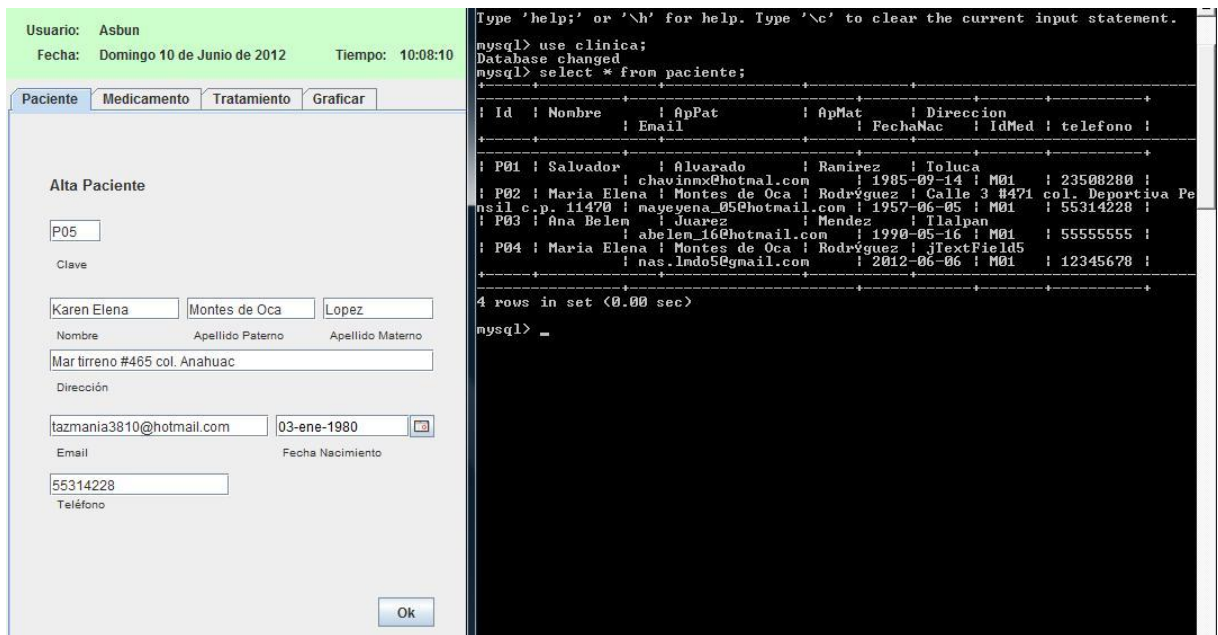 Usuario: Asbun
Fecha: Domingo 10 de Junio de 2012 Tiempo: 10:08:10
Paciente Medicamento Tratamiento Graficar
Alta Paciente
P05
Clave
Karen Elena Montes de Oca Lopez
Nombre Apellido Paterno Apellido Materno
Mar tirreno #465 col. Anahuac
Dirección
tazmania3810@hotmail.com 03-ene-1980
Email Fecha Nacimiento
55314228
Teléfono
Ok
Type 'help;' or '\h' for help. Type '\c' to clear the current input statement.
mysql> use clinica;
Database changed
mysql> select * from paciente;
| Id | Nombre | ApPat | ApMat | Direccion
| Email | FechaNac | IdMed | telefono |
| P01 | Salvador | Alvarado | Ramirez | Toluca
| chavinmx@hotmal.com | 1985-09-14 | M01 | 23508280 |
| P02 | Maria Elena | Montes de Oca | Rodrýguez | Calle 3 #471 col. Deportiva Pe
nsil c.p. 11470 | mayeyena_05@hotmail.com | 1957-06-05 | M01 | 55314228 |
| P03 | Ana Belem | Juarez | Mendez | Tlalpan
| abelem_16@hotmail.com | 1990-05-16 | M01 | 55555555 |
| P04 | Maria Elena | Montes de Oca | Rodrýguez | jTextField5
| nas.lmdo5@gmail.com | 2012-06-06 | M01 | 12345678 |
4 rows in set (0.00 sec)
mysql> _